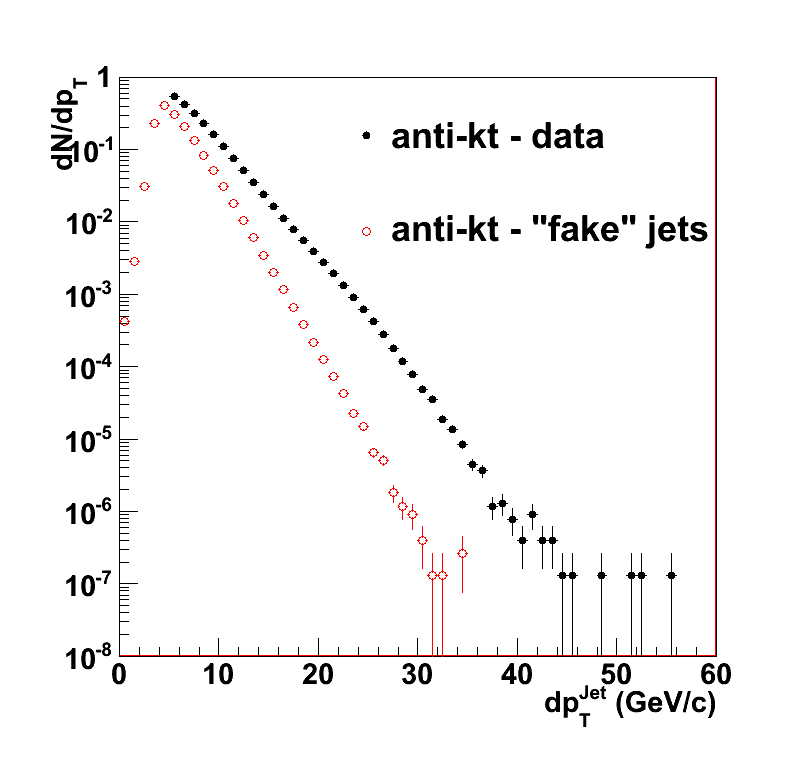 dN/dp_T
1
10^-1
10^-2
10^-3
10^-4
10^-5
10^-6
10^-7
10^-8
anti-kt - data
anti-kt - "fake" jets
0 10 20 30 40 50 60
dp_T^Jet (GeV/c)